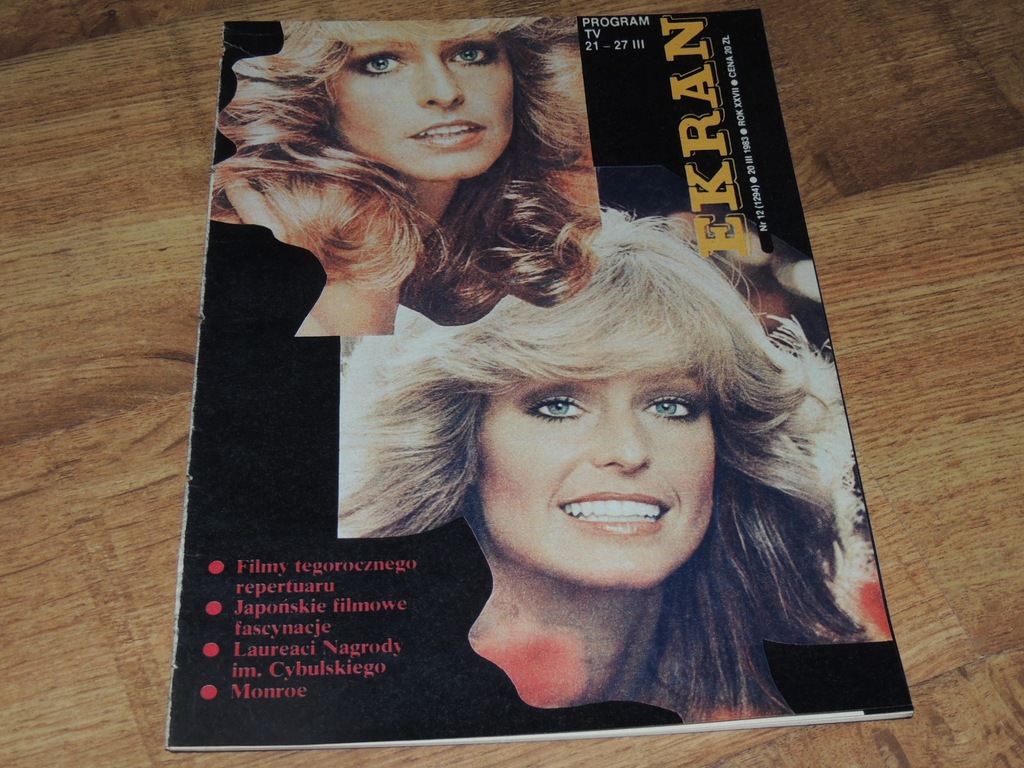 PROGRAM
TV
21 – 27 III
EKRAN
Nr 12 (1294) ● 20 III 1983 ● ROK XXVII ● CENA 20 ZŁ
● Filmy tegorocznego
repertuaru
● Japońskie filmowe
fascynacje
● Laureaci Nagrody
im. Cybulskiego
● Monroe